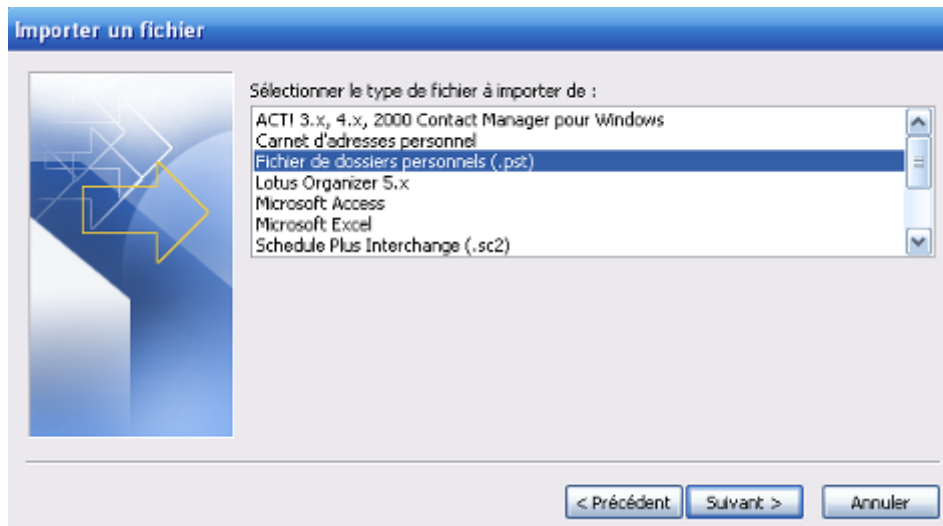 Importer un fichier
Sélectionner le type de fichier à importer de :
ACT! 3.x, 4.x, 2000 Contact Manager pour Windows
Carnet d'adresses personnel
Fichier de dossiers personnels (.pst)
Lotus Organizer 5.x
Microsoft Access
Microsoft Excel
Schedule Plus Interchange (.sc2)
< Précédent Suivant > Annuler